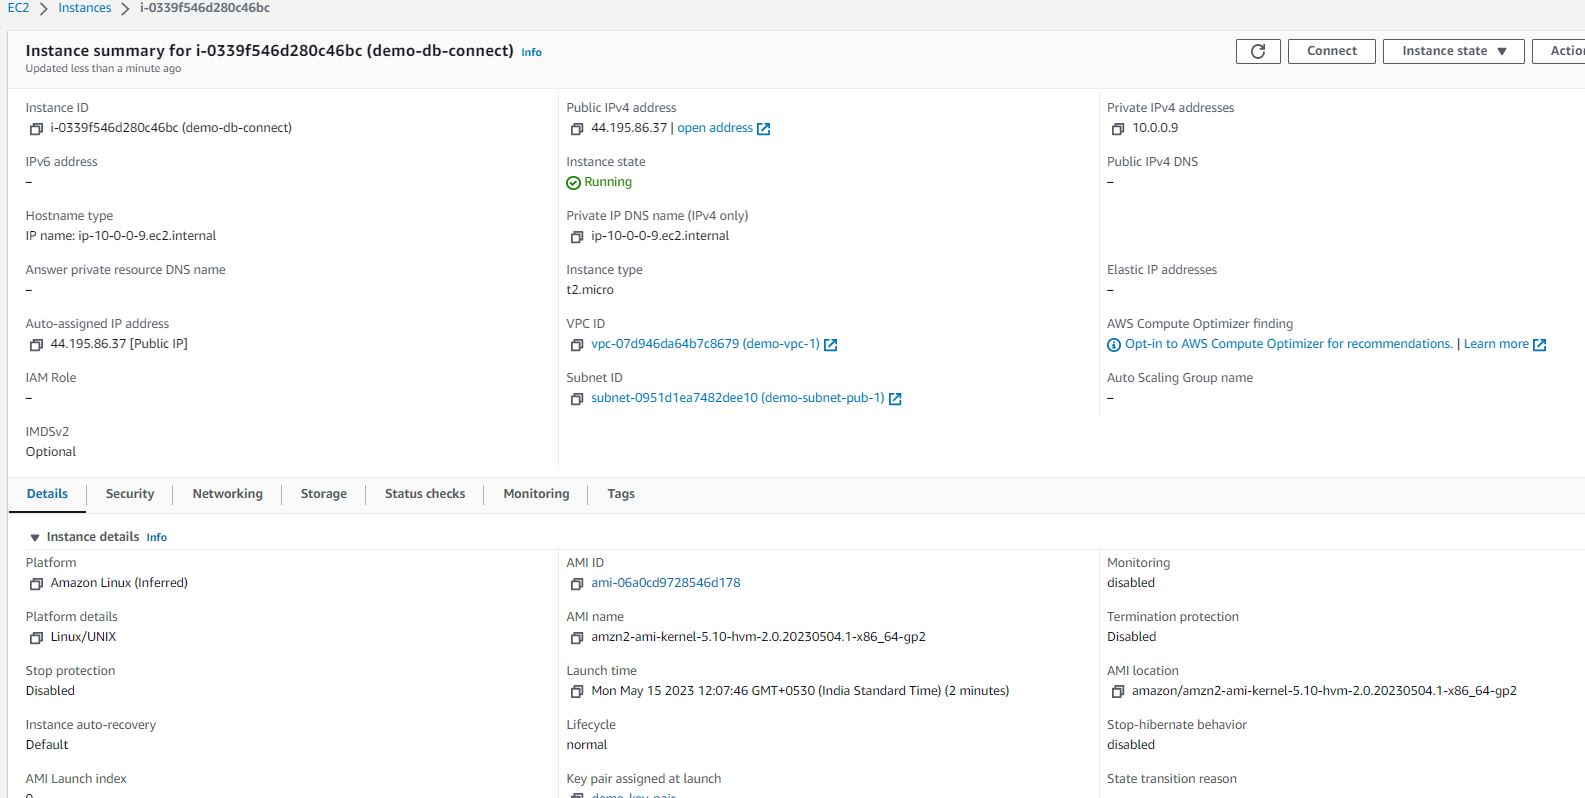 EC2 > Instances > i-0339f546d280c46bc
Instance summary for i-0339f546d280c46bc (demo-db-connect) Info
Updated less than a minute ago
Connect
Instance state
Instance ID
i-0339f546d280c46bc (demo-db-connect)
Public IPv4 address
44.195.86.37 | open address
Private IPv4 addresses
10.0.0.9
IPv6 address
–
Instance state
Running
Public IPv4 DNS
–
Hostname type
IP name: ip-10-0-0-9.ec2.internal
Private IP DNS name (IPv4 only)
ip-10-0-0-9.ec2.internal
Answer private resource DNS name
–
Instance type
t2.micro
Elastic IP addresses
–
Auto-assigned IP address
44.195.86.37 [Public IP]
VPC ID
vpc-07d946da64b7c8679 (demo-vpc-1)
AWS Compute Optimizer finding
Opt-in to AWS Compute Optimizer for recommendations. | Learn more
IAM Role
–
Subnet ID
subnet-0951d1ea7482dee10 (demo-subnet-pub-1)
Auto Scaling Group name
–
IMDSv2
Optional
Details
Security
Networking
Storage
Status checks
Monitoring
Tags
Instance details Info
Platform
Amazon Linux (Inferred)
AMI ID
ami-06a0cd9728546d178
Monitoring
disabled
Platform details
Linux/UNIX
AMI name
amzn2-ami-kernel-5.10-hvm-2.0.20230504.1-x86_64-gp2
Termination protection
Disabled
Stop protection
Disabled
Launch time
Mon May 15 2023 12:07:46 GMT+0530 (India Standard Time) (2 minutes)
AMI location
amazon/amzn2-ami-kernel-5.10-hvm-2.0.20230504.1-x86_64-gp2
Instance auto-recovery
Default
Lifecycle
normal
Stop-hibernate behavior
disabled
AMI Launch index
0
Key pair assigned at launch
demo-key-pair
State transition reason